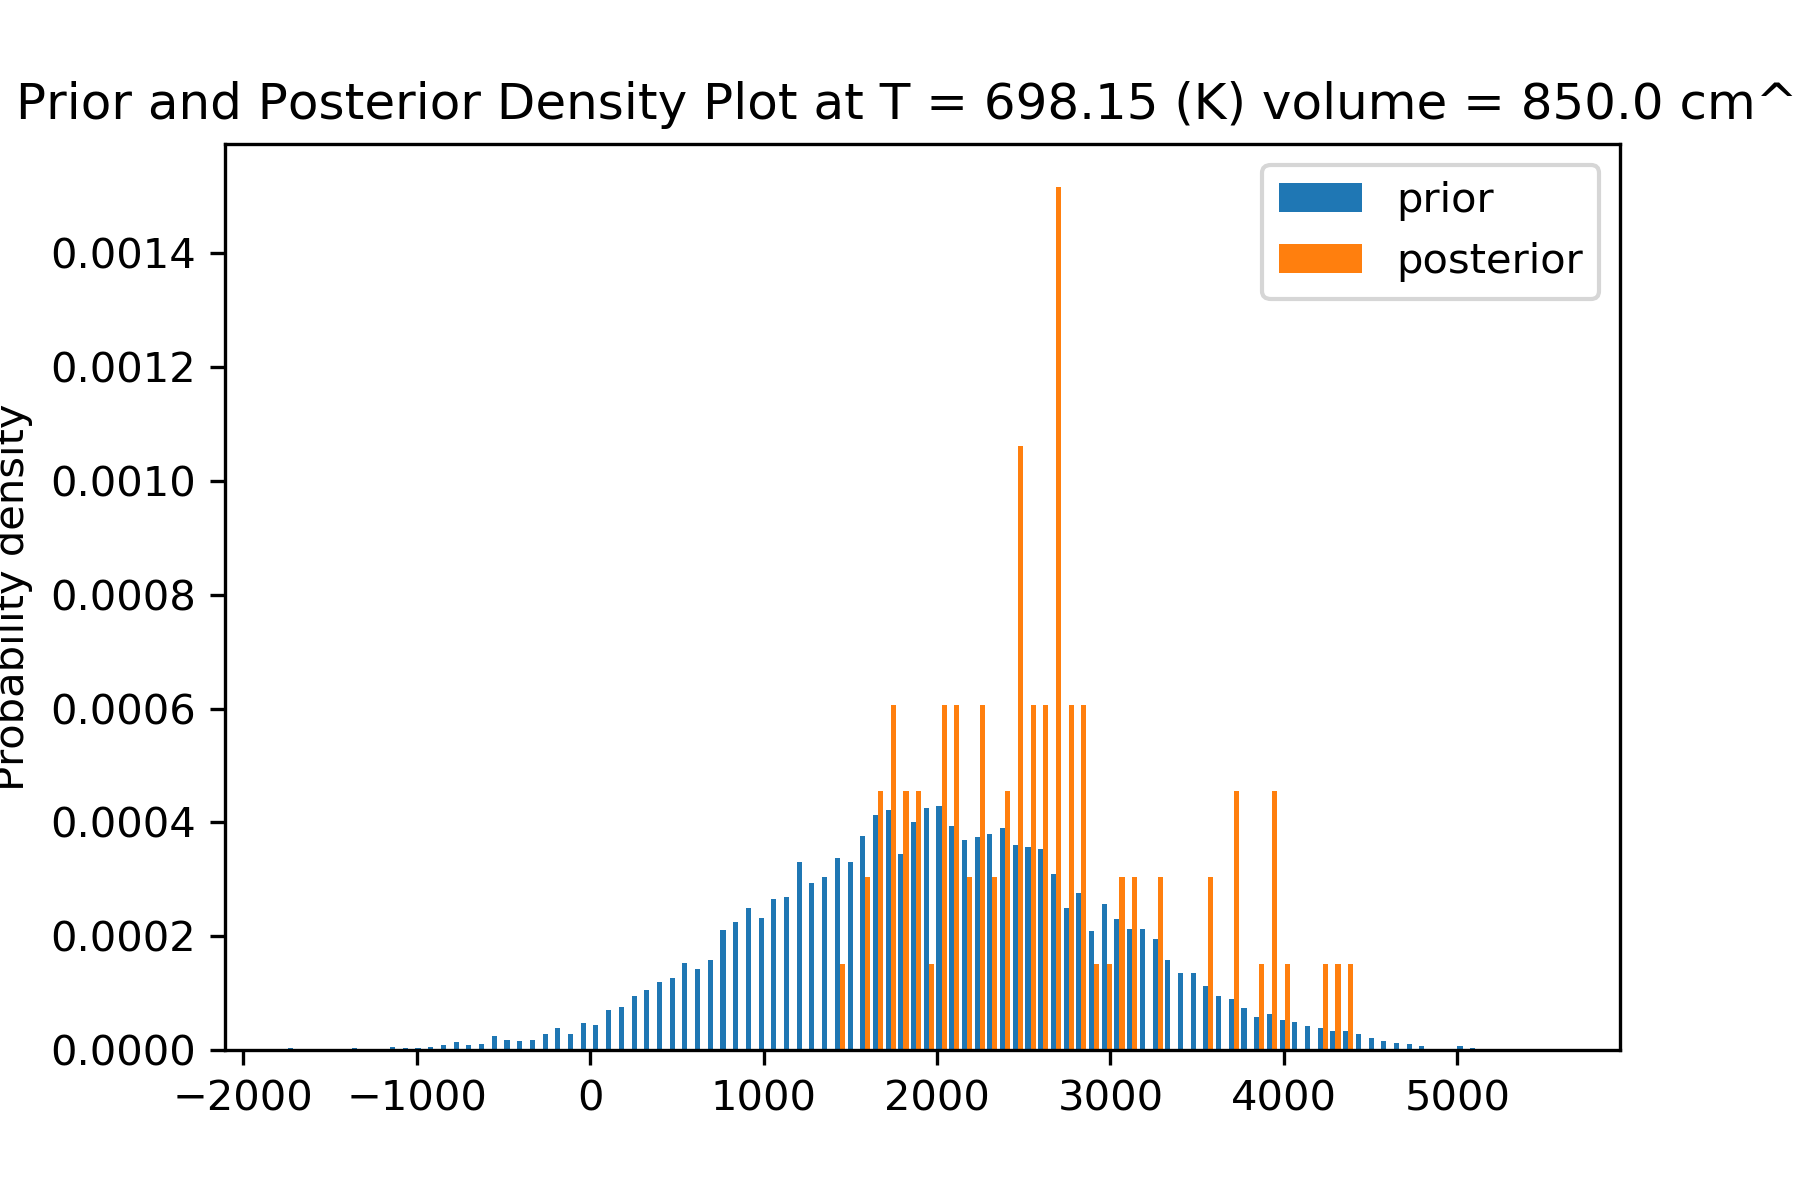 Prior and Posterior Density Plot at T = 698.15 (K) volume = 850.0 cm^
prior
posterior
Probability density
0.0014
0.0012
0.0010
0.0008
0.0006
0.0004
0.0002
0.0000
−2000 −1000 0 1000 2000 3000 4000 5000